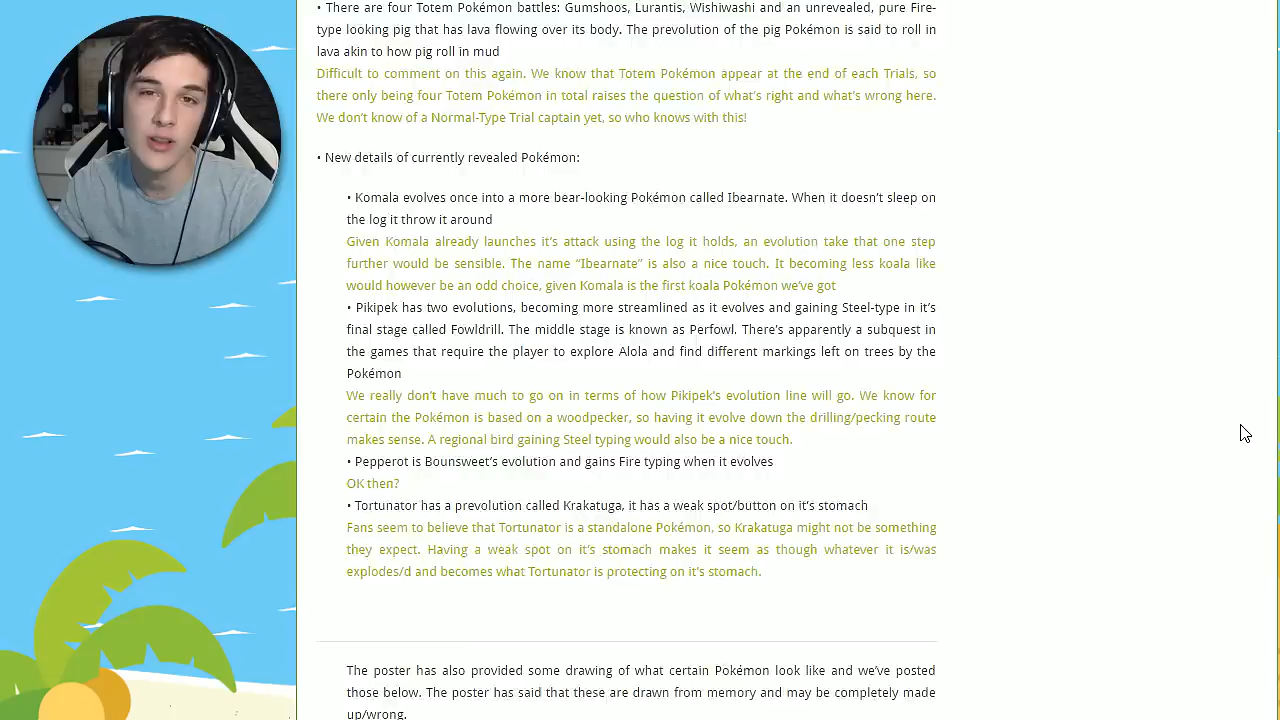 • There are four Totem Pokémon battles: Gumshoos, Lurantis, Wishiwashi and an unrevealed, pure Fire-
type looking pig that has lava flowing over its body. The prevolution of the pig Pokémon is said to roll in
lava akin to how pig roll in mud
Difficult to comment on this again. We know that Totem Pokémon appear at the end of each Trials, so
there only being four Totem Pokémon in total raises the question of what's right and what's wrong here.
We don't know of a Normal-Type Trial captain yet, so who knows with this!
• New details of currently revealed Pokémon:
• Komala evolves once into a more bear-looking Pokémon called Ibearnate. When it doesn't sleep on
the log it throw it around
Given Komala already launches it's attack using the log it holds, an evolution take that one step
further would be sensible. The name “Ibearnate” is also a nice touch. It becoming less koala like
would however be an odd choice, given Komala is the first koala Pokémon we've got
• Pikipek has two evolutions, becoming more streamlined as it evolves and gaining Steel-type in it's
final stage called Fowldrill. The middle stage is known as Perfowl. There's apparently a subquest in
the games that require the player to explore Alola and find different markings left on trees by the
Pokémon
We really don't have much to go on in terms of how Pikipek's evolution line will go. We know for
certain the Pokémon is based on a woodpecker, so having it evolve down the drilling/pecking route
makes sense. A regional bird gaining Steel typing would also be a nice touch.
• Pepperot is Bounsweet's evolution and gains Fire typing when it evolves
OK then?
• Tortunator has a prevolution called Krakatuga, it has a weak spot/button on it's stomach
Fans seem to believe that Tortunator is a standalone Pokémon, so Krakatuga might not be something
they expect. Having a weak spot on it's stomach makes it seem as though whatever it is/was
explodes/d and becomes what Tortunator is protecting on it's stomach.
The poster has also provided some drawing of what certain Pokémon look like and we've posted
those below. The poster has said that these are drawn from memory and may be completely made
up/wrong.